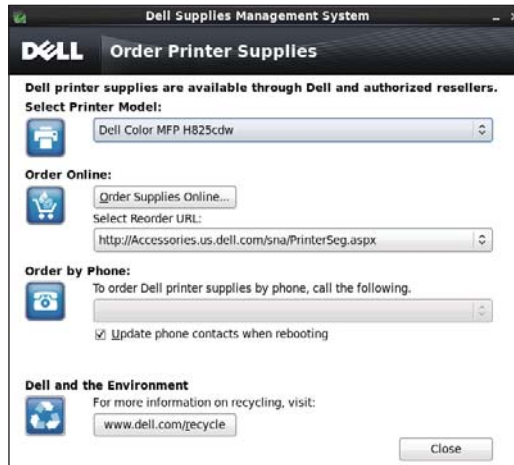 Dell Supplies Management System
DELL Order Printer Supplies
Dell printer supplies are available through Dell and authorized resellers.
Select Printer Model:
Dell Color MFP H825cdw
Order Online:
Order Supplies Online...
Select Reorder URL:
http://Accessories.us.dell.com/sna/PrinterSeg.aspx
Order by Phone:
To order Dell printer supplies by phone, call the following.
Update phone contacts when rebooting
Dell and the Environment
For more information on recycling, visit:
www.dell.com/recycle
Close